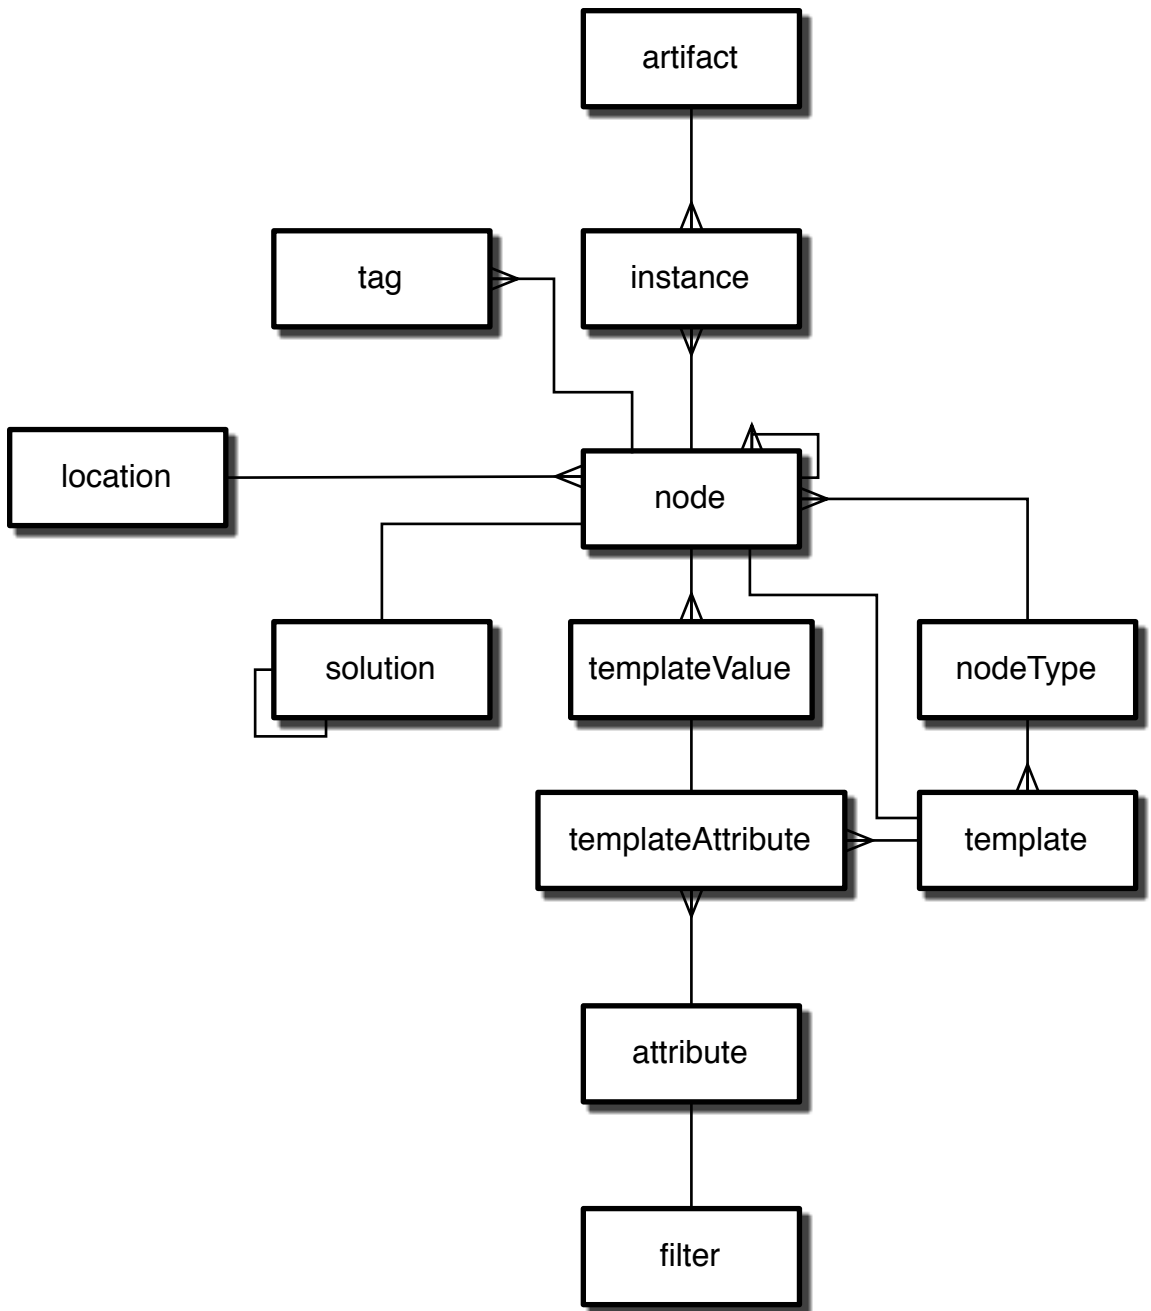 artifact
tag
instance
location
node
solution
templateValue
nodeType
templateAttribute
template
attribute
filter